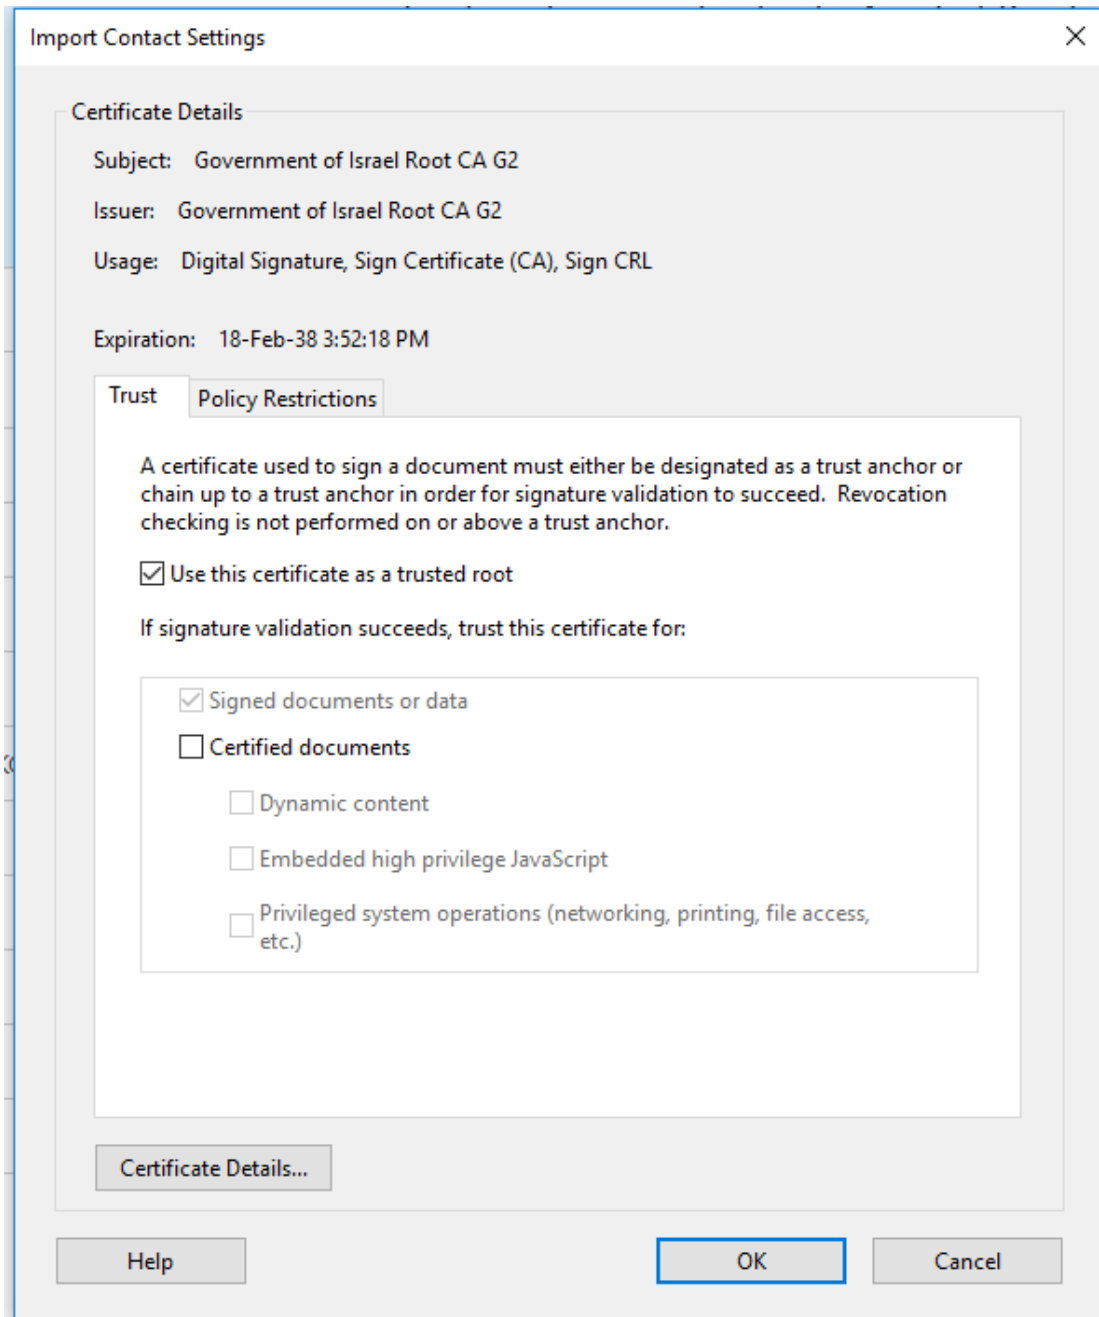 Import Contact Settings
Certificate Details
Subject: Government of Israel Root CA G2
Issuer: Government of Israel Root CA G2
Usage: Digital Signature, Sign Certificate (CA), Sign CRL
Expiration: 18-Feb-38 3:52:18 PM
Trust
Policy Restrictions
A certificate used to sign a document must either be designated as a trust anchor or
chain up to a trust anchor in order for signature validation to succeed. Revocation
checking is not performed on or above a trust anchor.
Use this certificate as a trusted root
If signature validation succeeds, trust this certificate for:
Signed documents or data
Certified documents
Dynamic content
Embedded high privilege JavaScript
Privileged system operations (networking, printing, file access,
etc.)
Certificate Details...
Help
OK
Cancel